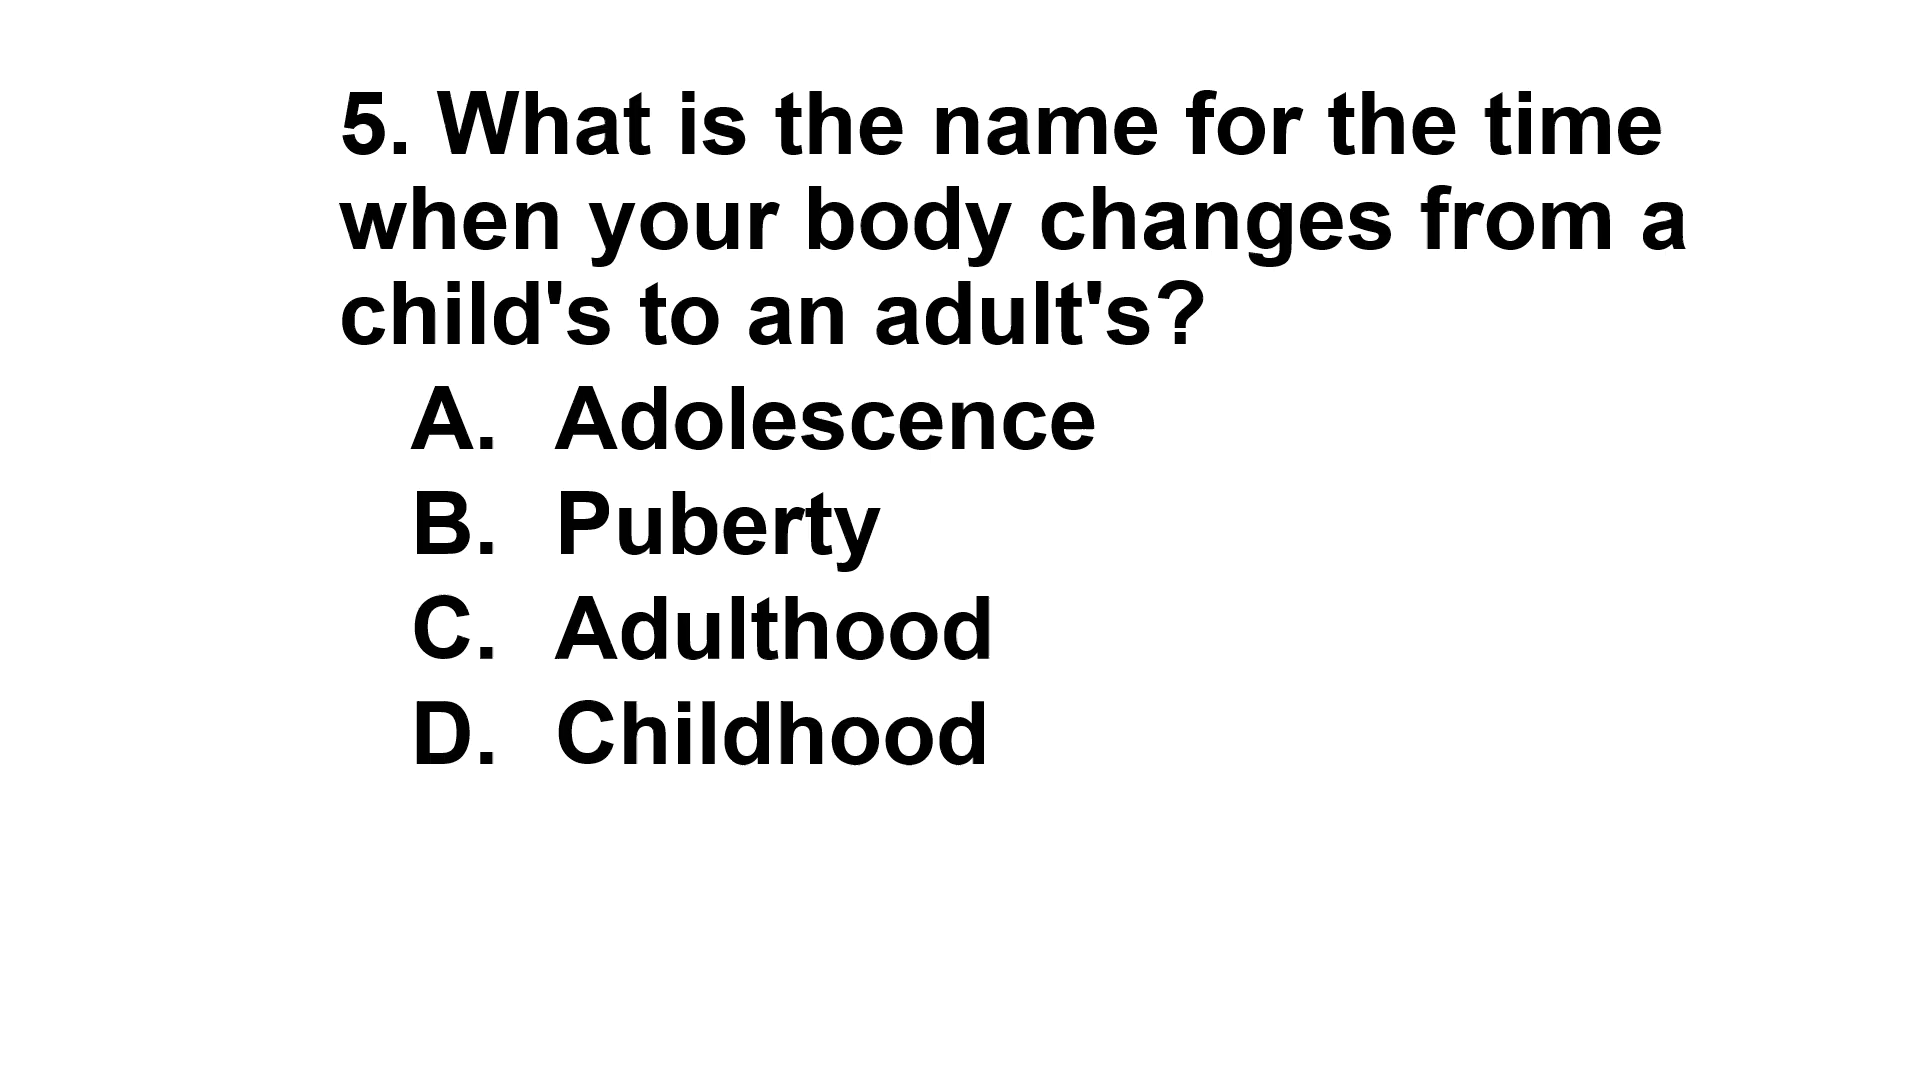 5. What is the name for the time
when your body changes from a
child's to an adult's?
A. Adolescence
B. Puberty
C. Adulthood
D. Childhood